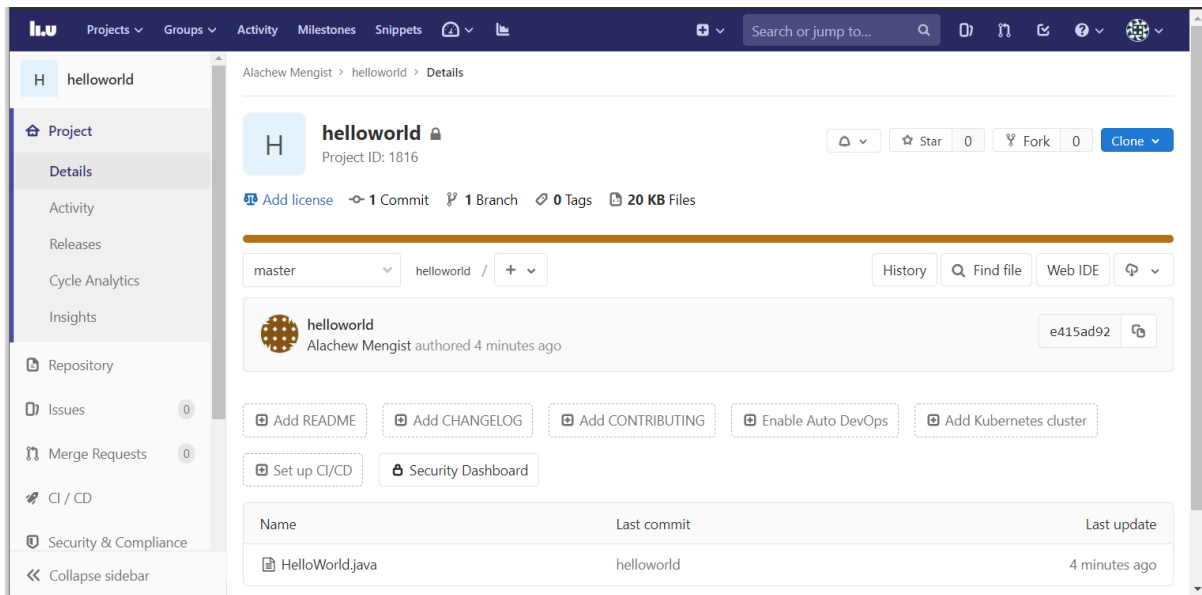 li.u Projects Groups Activity Milestones Snippets Search or jump to...
H helloworld
Project
Details
Activity
Releases
Cycle Analytics
Insights
Repository
Issues 0
Merge Requests 0
CI / CD
Security & Compliance
Collapse sidebar
Alachew Mengist > helloworld > Details
H helloworld
Project ID: 1816
Star 0 Fork 0 Clone
Add license 1 Commit 1 Branch 0 Tags 20 KB Files
master helloworld / + History Find file Web IDE
helloworld
Alachew Mengist authored 4 minutes ago
e415ad92
Add README Add CHANGELOG Add CONTRIBUTING Enable Auto DevOps Add Kubernetes cluster
Set up CI/CD Security Dashboard
Name Last commit Last update
HelloWorld.java helloworld 4 minutes ago